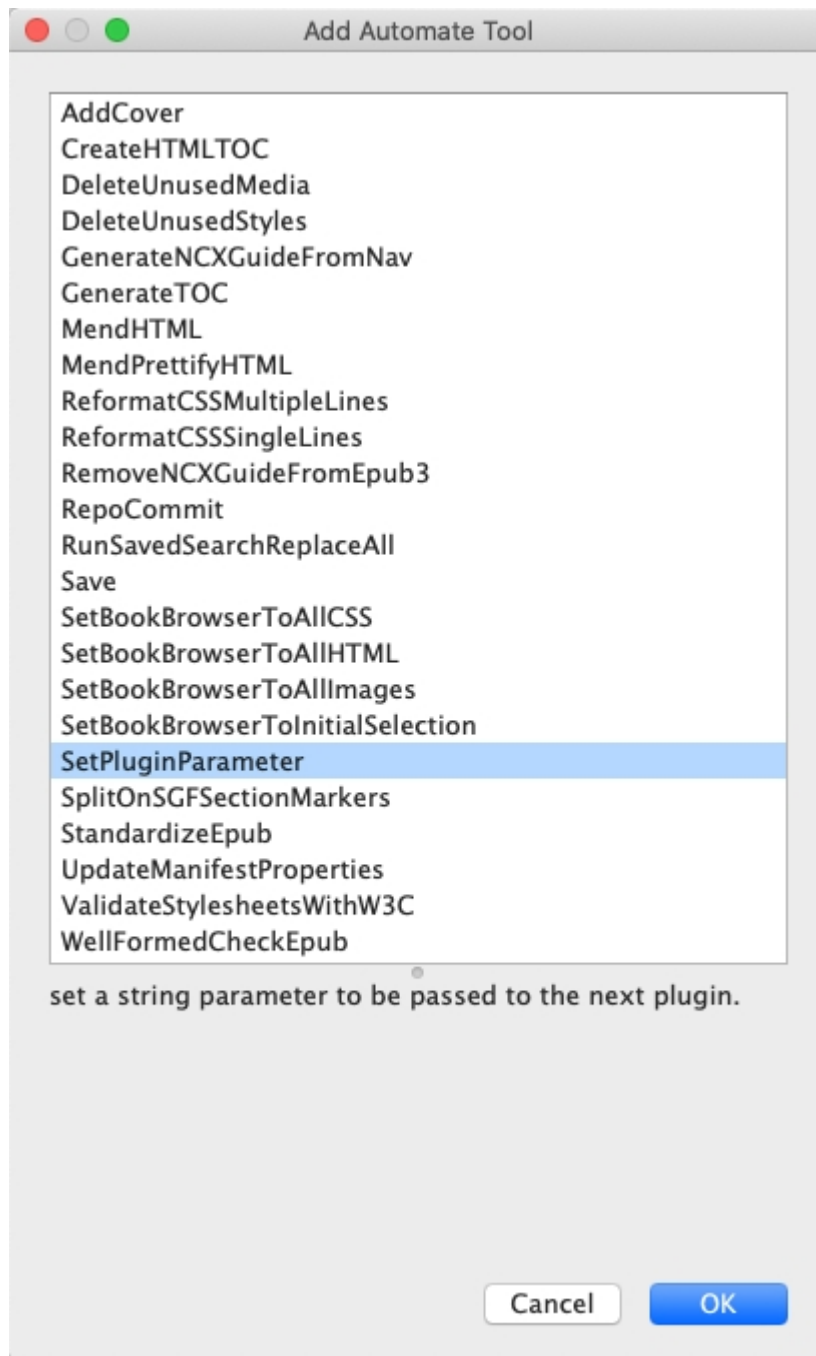 Add Automate Tool
AddCover
CreateHTMLTOC
DeleteUnusedMedia
DeleteUnusedStyles
GenerateNCXGuideFromNav
GenerateTOC
MendHTML
MendPrettifyHTML
ReformatCSSMultipleLines
ReformatCSSSingleLines
RemoveNCXGuideFromEpub3
RepoCommit
RunSavedSearchReplaceAll
Save
SetBookBrowserToAllCSS
SetBookBrowserToAllHTML
SetBookBrowserToAllImages
SetBookBrowserToInitialSelection
SetPluginParameter
SplitOnSGFSectionMarkers
StandardizeEpub
UpdateManifestProperties
ValidateStylesheetsWithW3C
WellFormedCheckEpub
set a string parameter to be passed to the next plugin.
Cancel OK